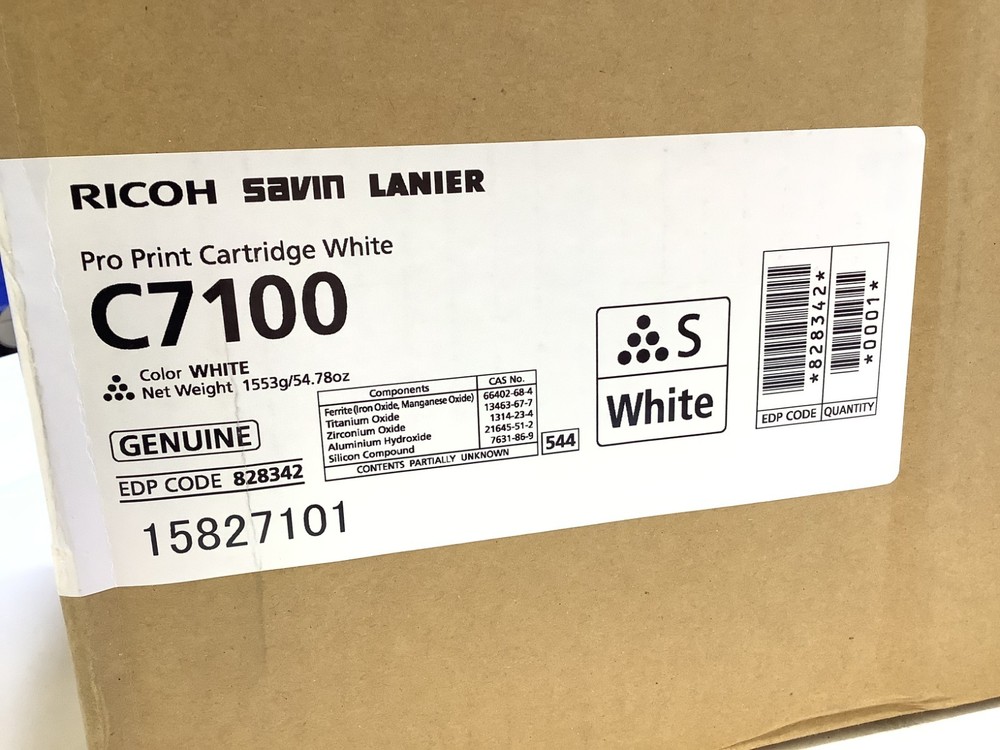 RICOH savin LANIER
Pro Print Cartridge White
C7100
Color WHITE
Net Weight 1553g/54.78oz
GENUINE
EDP CODE 828342
15827101
Components CAS No.
Ferrite(Iron Oxide, Manganese Oxide) 66402-68-4
Titanium Oxide 13463-67-7
Zirconium Oxide 1314-23-4
Aluminium Hydroxide 21645-51-2
Silicon Compound 7631-86-9
CONTENTS PARTIALLY UNKNOWN
544
S
White
*828342*
EDP CODE
*0001*
QUANTITY